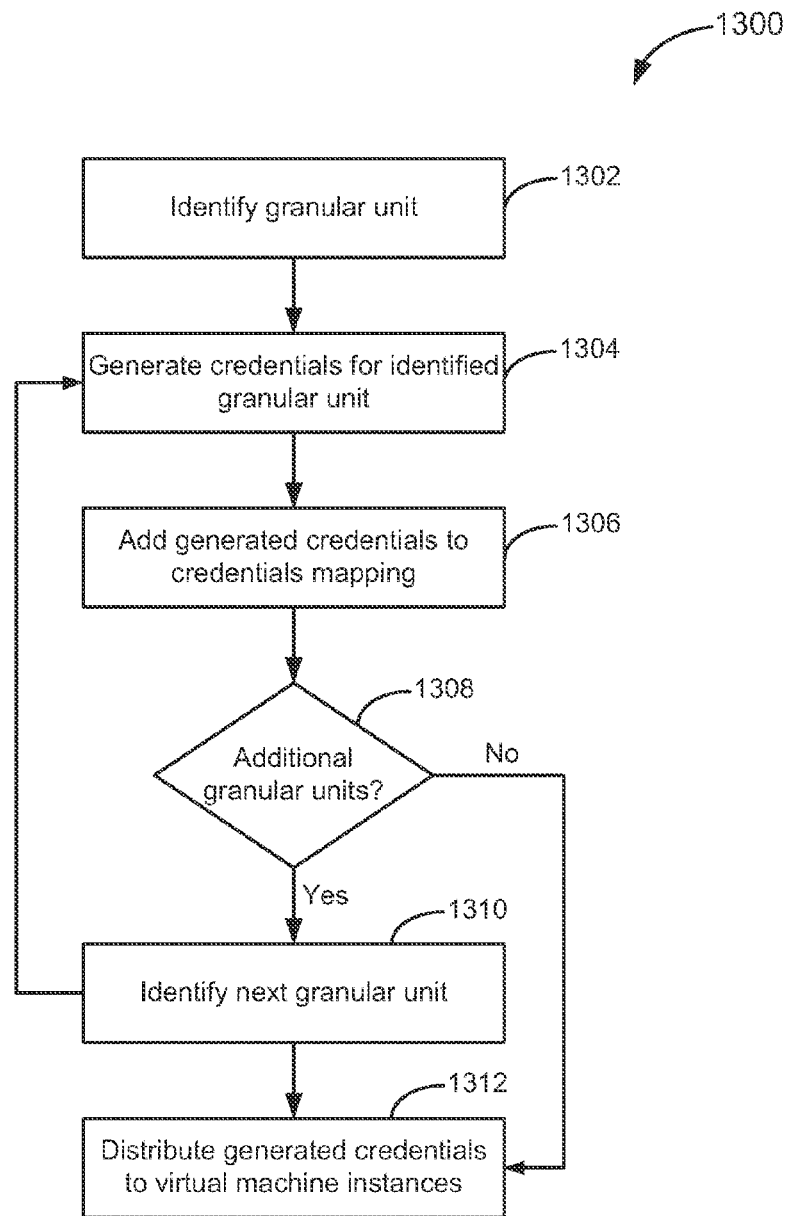 1300
Identify granular unit
1302
Generate credentials for identified
granular unit
1304
Add generated credentials to
credentials mapping
1306
Additional
granular units?
1308
No
Yes
1310
Identify next granular unit
1312
Distribute generated credentials
to virtual machine instances